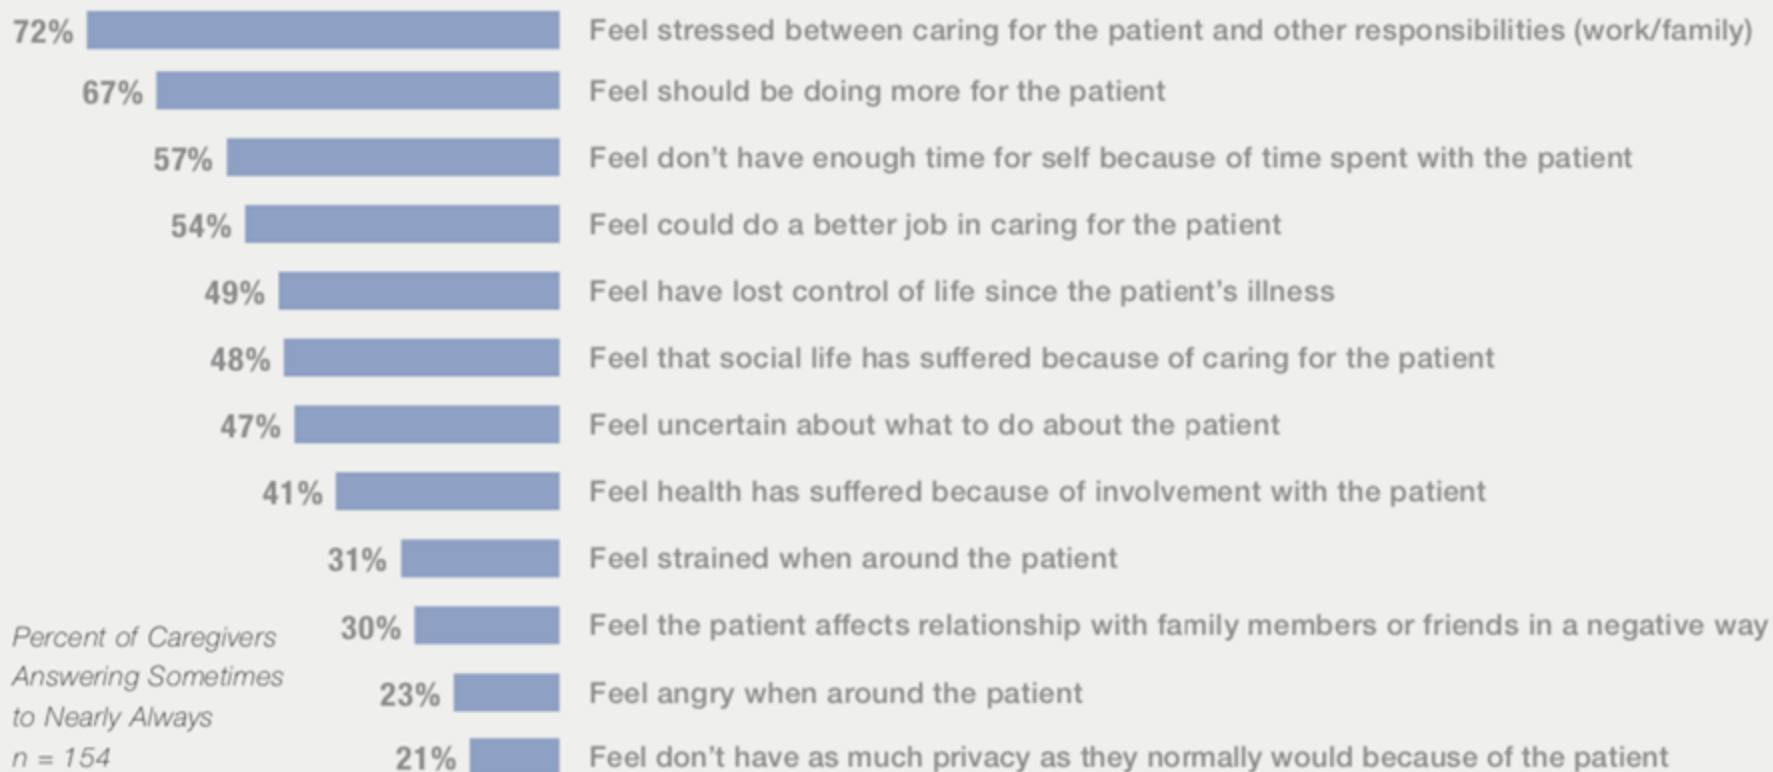 72% Feel stressed between caring for the patient and other responsibilities (work/family)
67% Feel should be doing more for the patient
57% Feel don’t have enough time for self because of time spent with the patient
54% Feel could do a better job in caring for the patient
49% Feel have lost control of life since the patient’s illness
48% Feel that social life has suffered because of caring for the patient
47% Feel uncertain about what to do about the patient
41% Feel health has suffered because of involvement with the patient
31% Feel strained when around the patient
30% Feel the patient affects relationship with family members or friends in a negative way
23% Feel angry when around the patient
21% Feel don’t have as much privacy as they normally would because of the patient
Percent of Caregivers
Answering Sometimes
to Nearly Always
n = 154